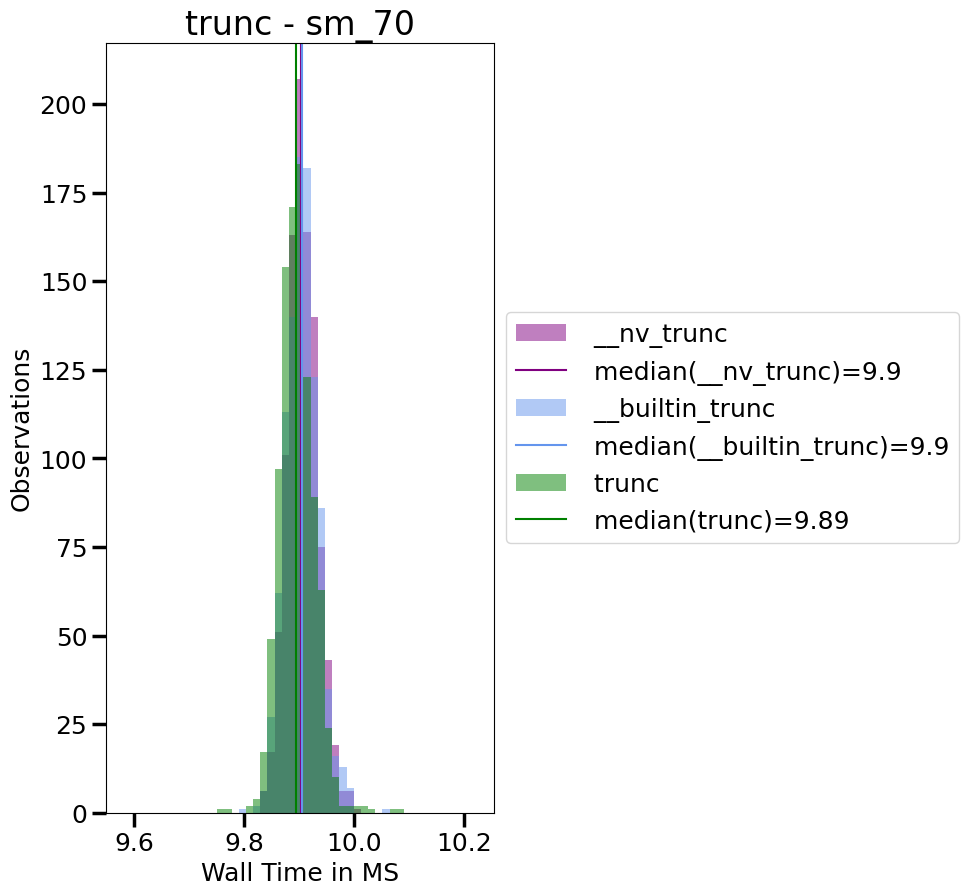 trunc - sm_70
Observations
200
175
150
125
100
75
50
25
0
9.6 9.8 10.0 10.2
Wall Time in MS
__nv_trunc
median(__nv_trunc)=9.9
__builtin_trunc
median(__builtin_trunc)=9.9
trunc
median(trunc)=9.89